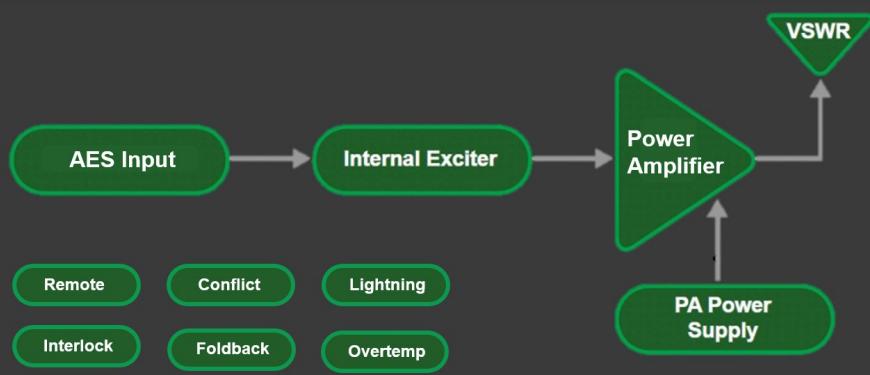 VSWR
AES Input
Internal Exciter
Power
Amplifier
Remote
Conflict
Lightning
PA Power
Supply
Interlock
Foldback
Overtemp